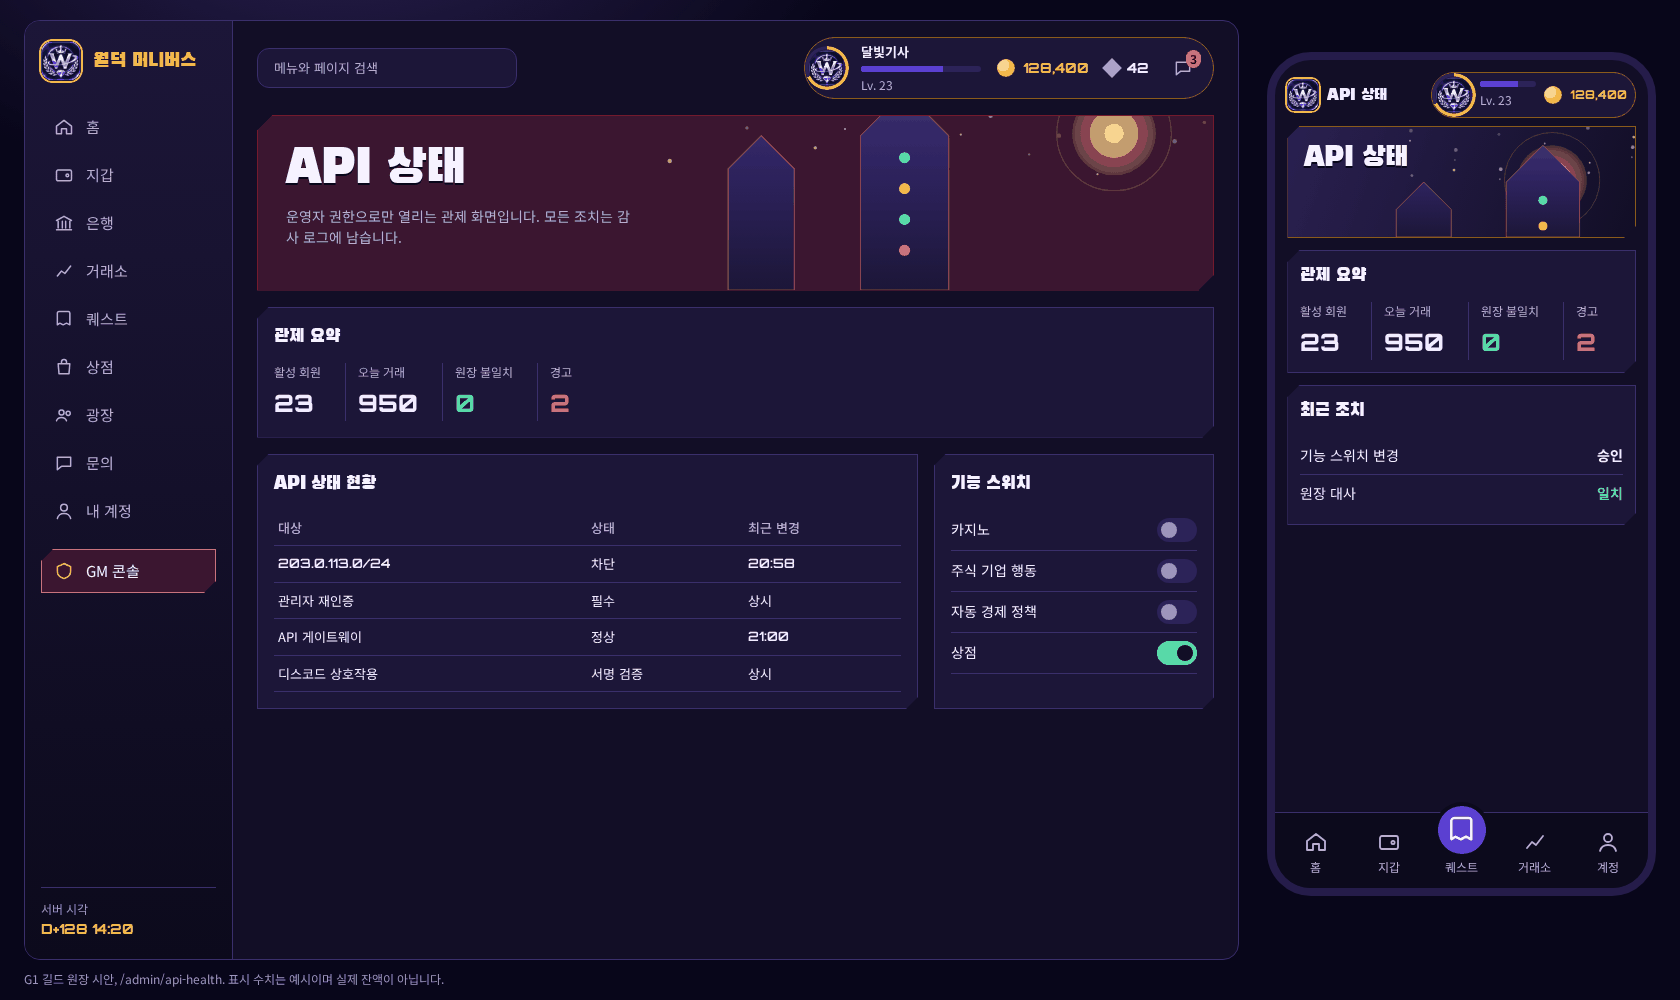 원덕 머니버스
홈
지갑
은행
거래소
퀘스트
상점
광장
문의
내 계정
GM 콘솔
서버 시각
D+128 14:20
메뉴와 페이지 검색
달빛기사
Lv. 23
128,400
42
3
API 상태
운영자 권한으로만 열리는 관제 화면입니다. 모든 조치는 감
사 로그에 남습니다.
관제 요약
활성 회원 오늘 거래 원장 불일치 경고
23 950 0 2
API 상태 현황
대상 상태 최근 변경
203.0.113.0/24 차단 20:58
관리자 재인증 필수 상시
API 게이트웨이 정상 21:00
디스코드 상호작용 서명 검증 상시
기능 스위치
카지노
주식 기업 행동
자동 경제 정책
상점
W
API 상태
Lv. 23
128,400
API 상태
관제 요약
활성 회원 오늘 거래 원장 불일치 경고
23 950 0 2
최근 조치
기능 스위치 변경 승인
원장 대사 일치
홈 지갑 퀘스트 거래소 계정
G1 길드 원장 시안, /admin/api-health. 표시 수치는 예시이며 실제 잔액이 아닙니다.